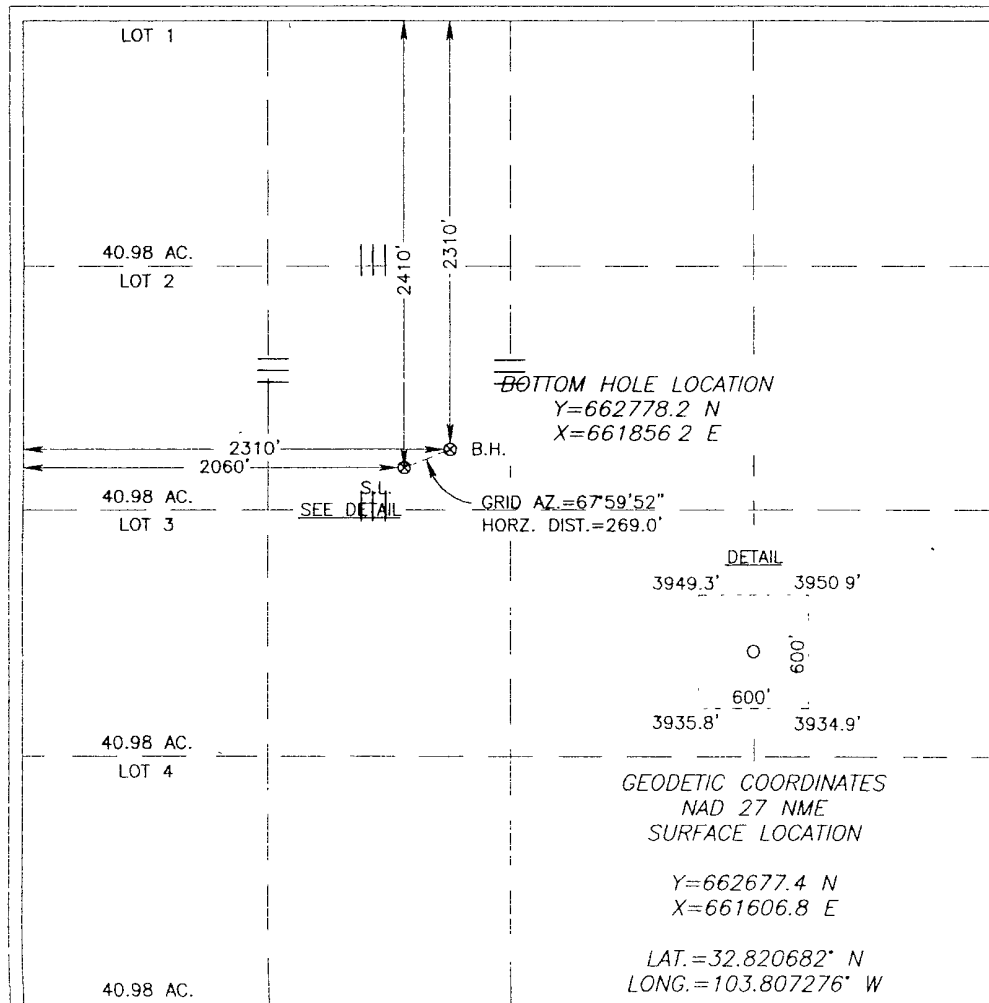 LOT 1
2410'
2310'
40.98 AC.
LOT 2
BOTTOM HOLE LOCATION
Y=662778.2 N
X=661856 2 E
2310'
B.H.
2060'
S.L.
SEE DETAIL
GRID AZ.=67°59'52"
HORZ. DIST.=269.0'
40.98 AC.
LOT 3
DETAIL
3949.3' 3950 9'
600'
600'
3935.8' 3934.9'
40.98 AC.
LOT 4
GEODETIC COORDINATES
NAD 27 NME
SURFACE LOCATION
Y=662677.4 N
X=661606.8 E
LAT.=32.820682° N
LONG.=103.807276° W
40.98 AC.